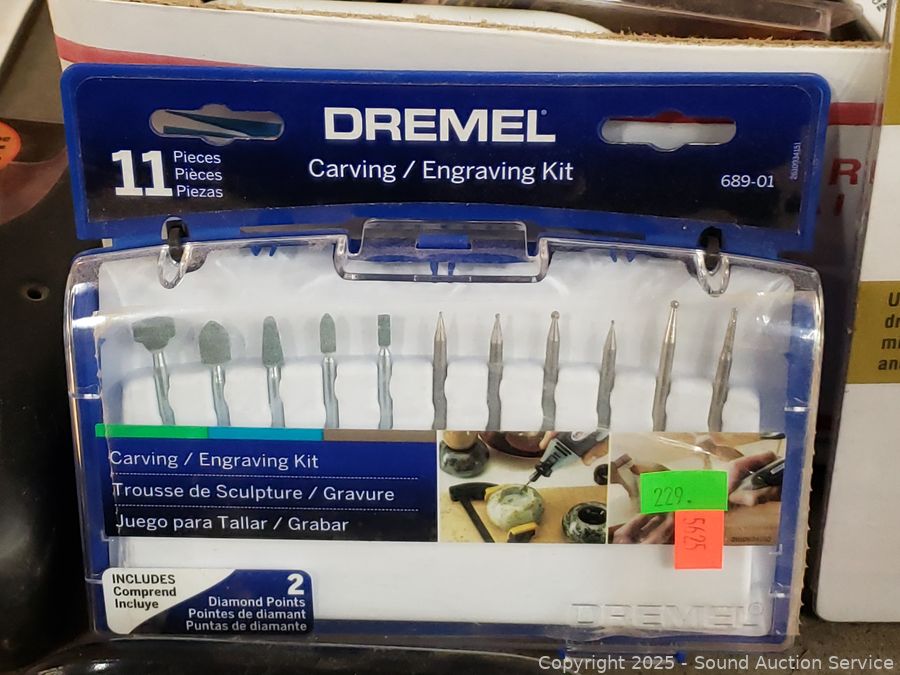 DREMEL®
Carving / Engraving Kit
11 Pieces
Pièces
Piezas
689-01
Carving / Engraving Kit
Trousse de Sculpture / Gravure
Juego para Tallar / Grabar
229.
5625
INCLUDES
Comprend
Incluye
2
Diamond Points
Pointes de diamant
Puntas de diamante
DREMEL®
Copyright 2025 - Sound Auction Service